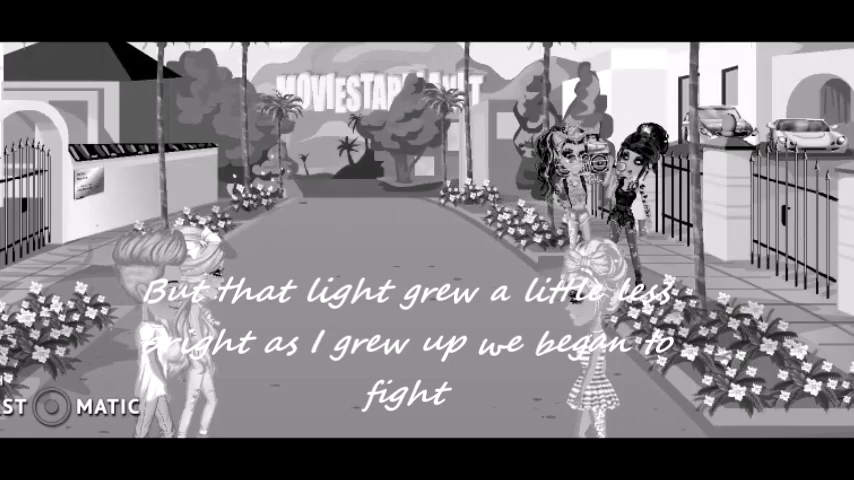 MOVIESTARPLANET
But that light grew a little less
bright as I grew up we began to
fight
ST MATIC